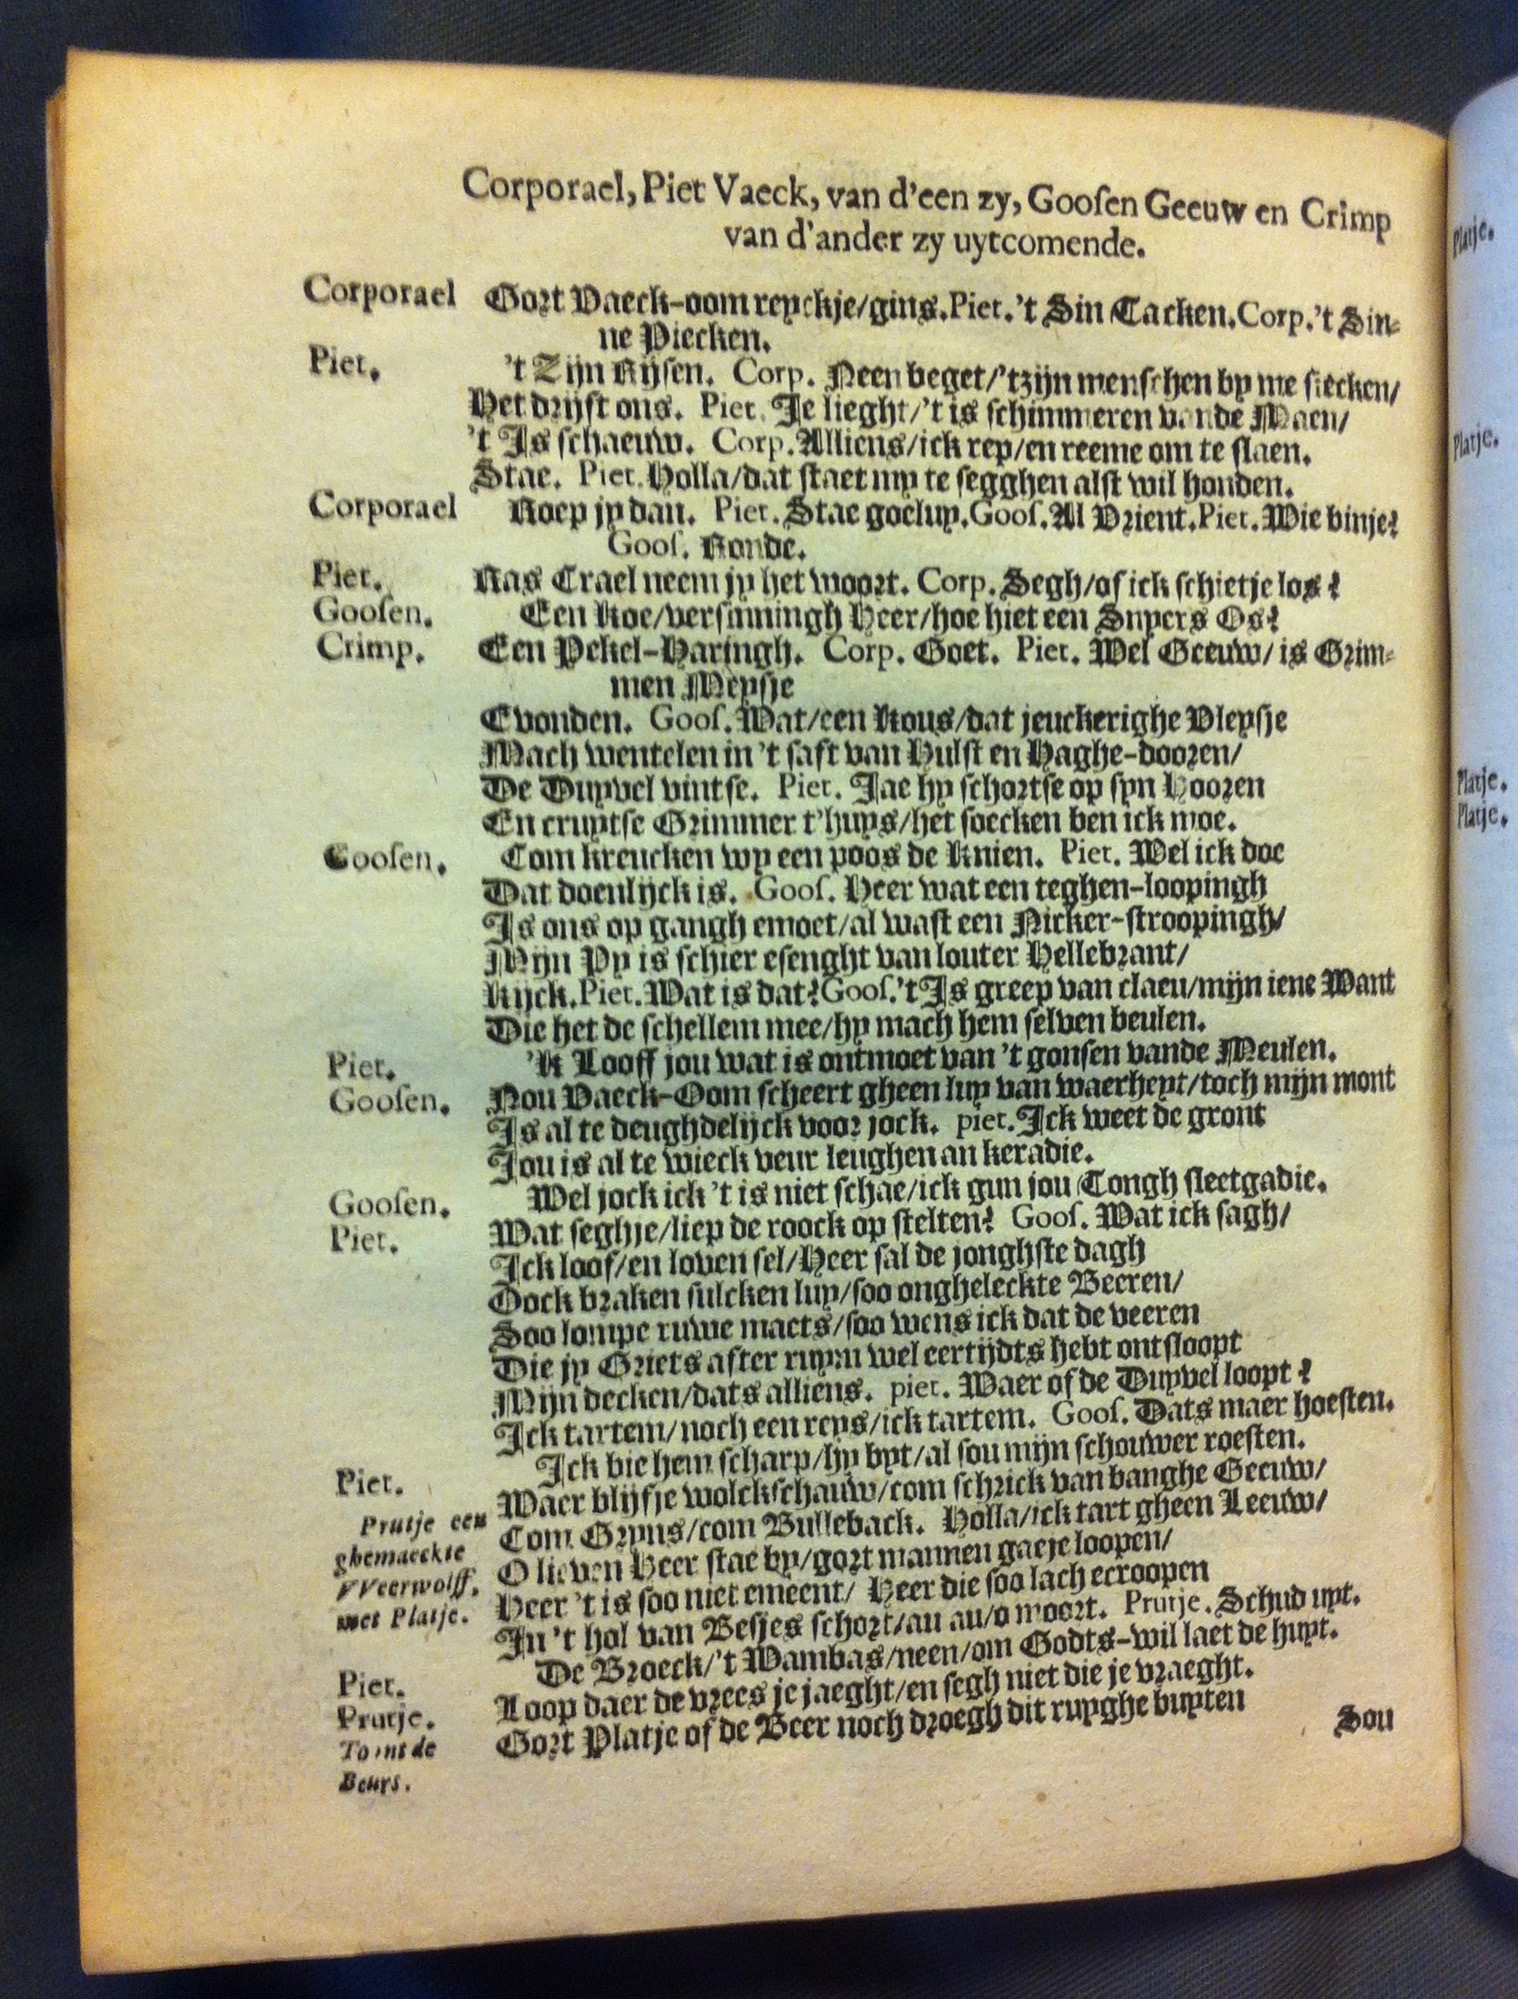 Corporael, Piet Vaeck, van d'een zy, Goosen Geeuw en Crimp
van d'ander zy uytcomende.
Corporael Gort Vaeck-oom reyckje/gins. Piet. 't Sin Tacken. Corp. 't Sin-
ne Piecken.
Piet. 't Zijn Rijsen. Corp. Neen beget/'tzijn menschen by me siecken/
Het drijft ons. Piet. Je lieght/'t is schimmeren vande Maen/
't Is schaeuw. Corp. Alliens/ick rep/en reeme om te slaen.
Stae. Piet. Holla/dat staet my te segghen alst wil houden.
Corporael Roep jy dan. Piet. Stae goeluy. Goos. Al Vrient. Piet. Wie binje?
Goos. Ronde.
Piet. Ras Crael neem jy het woort. Corp. Segh/of ick schietje los?
Goosen. Een Koe/versinningh Heer/hoe hiet een Snyers Os?
Crimp. Een Pekel-Haringh. Corp. Goet. Piet. Wel Geeuw/is Grim-
men Meysje
Evonden. Goos. Wat/een Kous/dat jeuckerighe Vleysje
Mach wentelen in 't saft van Hulst en Haghe-dooren/
De Duyvel vintse. Piet. Jae hy schortse op syn Hooren
En cruytse Grimmer t'huys/het soecken ben ick moe.
Goosen. Com kreucken wy een poos de Knien. Piet. Wel ick doe
Dat doenlijck is. Goos. Heer wat een teghen-loopingh
Is ons op gangh emoet/al wast een Nicker-stroopingh/
Mijn Py is schier esenght van louter Hellebrant/
Kijck. Piet. Wat is dat? Goos. 't Is greep van claeu/mijn iene Want
Die het de schellem mee/hy mach hem selven beulen.
Piet. 'k Looff jou wat is ontmoet van 't gonsen vande Meulen.
Goosen. Nou Vaeck-Oom scheert gheen luy van waerheyt/toch mijn mont
Is al te deughdelijck voor jock. piet. Ick weet de gront
Jou is al te wieck veur leughen an keradie.
Goosen. Wel jock ick 't is niet schae/ick gun jou Tongh sleetgadie.
Piet. Wat seghje/liep de roock op stelten? Goos. Wat ick sagh/
Ick loof/en loven sel/Heer sal de jonghste dagh
Oock braken sulcken luy/soo ongheleckte Beeren/
Soo lompe ruwe maets/soo wens ick dat de veeren
Die jy Griets after ruym wel eertijdts hebt ontsloopt
Mijn decken/dats alliens. piet. Waer of de Duyvel loopt?
Ick tartem/noch een reys/ick tartem. Goos. Dats maer hoesten.
Ick bie hem scharp/hy byt/al sou mijn schouwer roesten.
Piet. Waer blijfje wolckschauw/com schrick van banghe Geeuw/
Prutje een
ghemaeckte
VVeerwolff,
met Platje.
Com Gryns/com Bulleback. Holla/ick tart gheen Leeuw/
O lieven Heer stae by/gort mannen gaeje loopen/
Heer 't is soo niet emeent/ Heer die soo lach ecroopen
In 't hol van Besjes schort/au au/o moort. Prutje. Schud uyt.
Piet. De Broeck/'t Wambas/neen/om Godts-wil laet de huyt.
Prutje. Loop daer de vrees je jaeght/en segh niet die je vraeght.
Toont de
Beurs.
Gort Platje of de Beer noch droegh dit ruyghe buyten
Sou
Platje.
Platje.
Platje.
Platje.